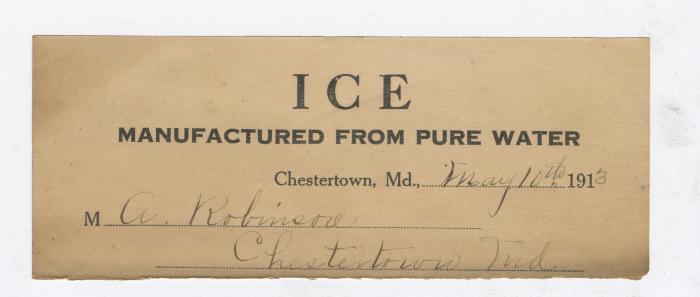 ICE
MANUFACTURED FROM PURE WATER
Chestertown, Md., May 10th, 1913
M A. Robinson
Chestertown Md.